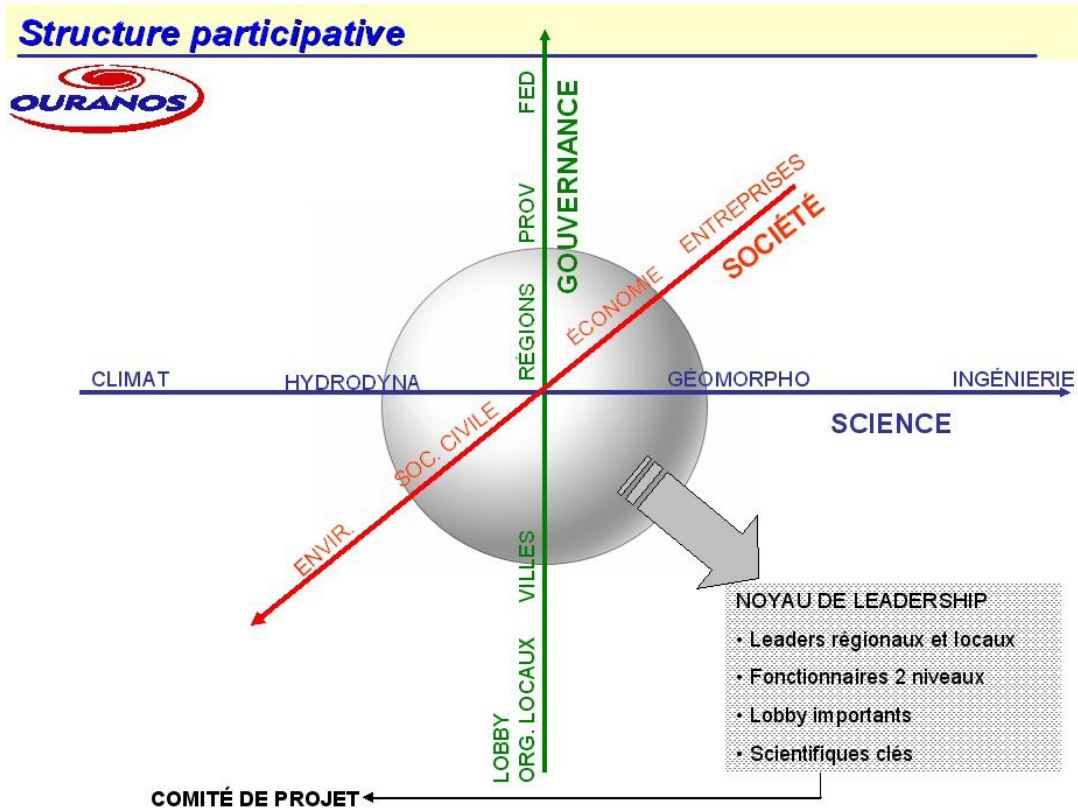 Structure participative
OURANOS
FED
PROV
RÉGIONS
VILLES
ORG. LOCAUX
LOBBY
GOUVERNANCE
ENTREPRISES
SOCIÉTÉ
ÉCONOMIE
SOC. CIVILE
ENVIR.
CLIMAT
HYDRODYNA
GÉOMORPHO
INGÉNIERIE
SCIENCE
NOYAU DE LEADERSHIP
• Leaders régionaux et locaux
• Fonctionnaires 2 niveaux
• Lobby importants
• Scientifiques clés
COMITÉ DE PROJET